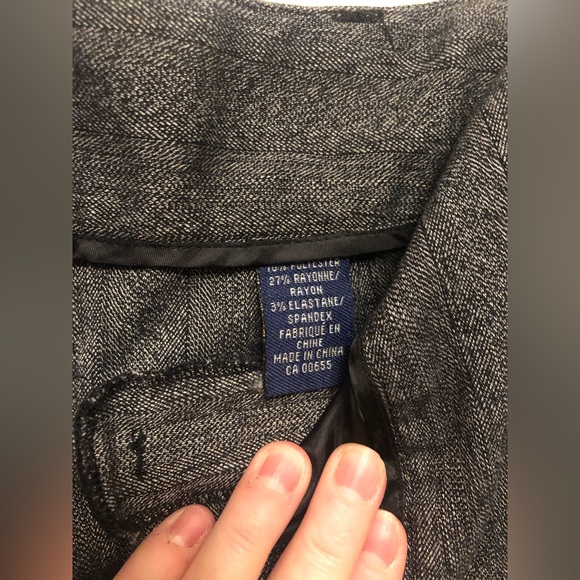 POLYESTER
27% RAYONNE/
RAYON
3% ELASTANE/
SPANDEX
FABRIQUÉ EN
CHINE
MADE IN CHINA
CA 00655